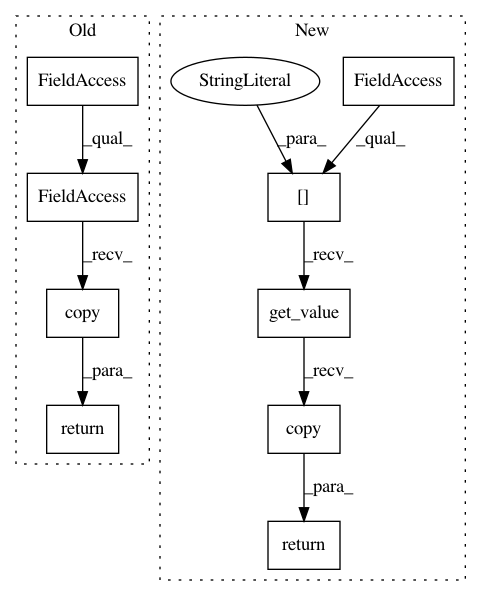 Old
FieldAccess
_qual_
FieldAccess
_recv_
copy
_para_
return
New
StringLiteral
FieldAccess
_para_
_qual_
[]
_recv_
get_value
_recv_
copy
_para_
return